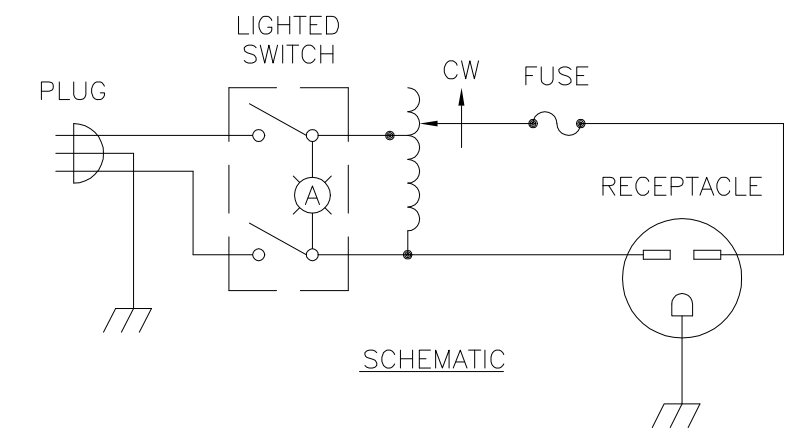 LIGHTED
SWITCH
PLUG
CW
FUSE
A
RECEPTACLE
SCHEMATIC